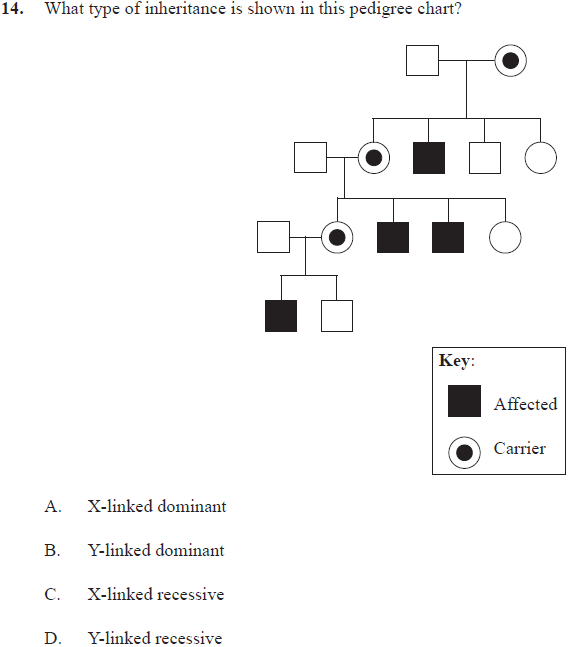 14. What type of inheritance is shown in this pedigree chart?
Key:
Affected
Carrier
A. X-linked dominant
B. Y-linked dominant
C. X-linked recessive
D. Y-linked recessive